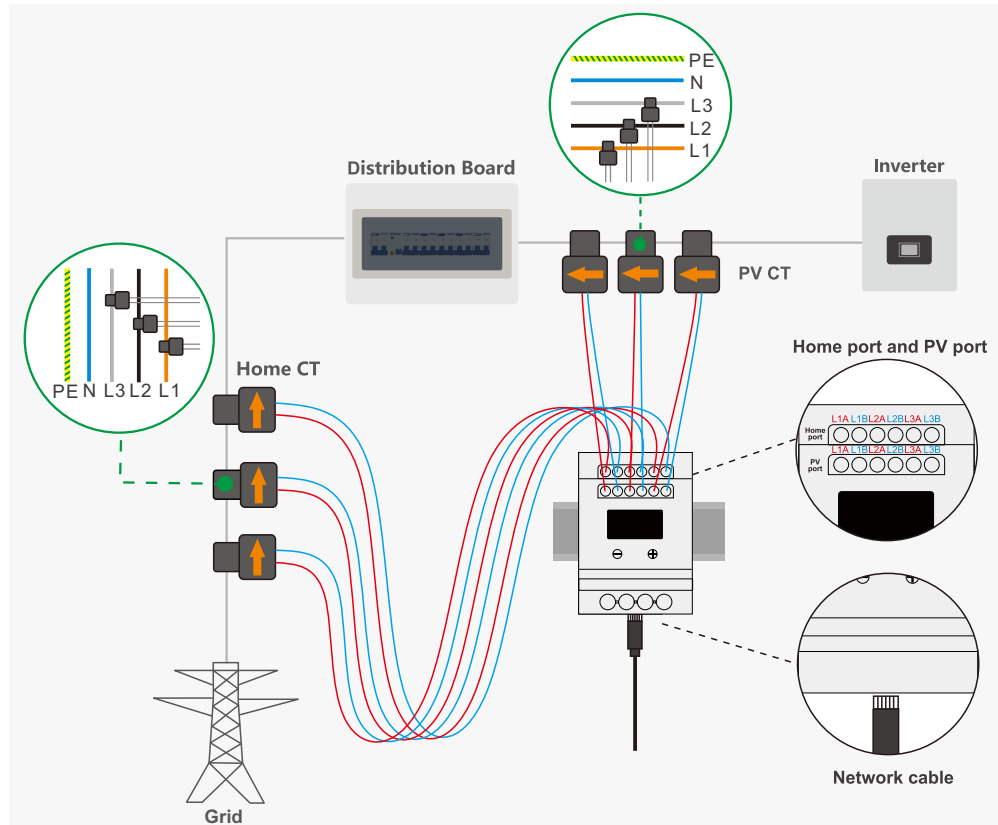 PE
N
L3
L2
L1
Distribution Board
Inverter
PV CT
PE N L3 L2 L1
Home CT
Home port and PV port
L1A L1B L2A L2B L3A L3B
Home port
L1A L1B L2A L2B L3A L3B
PV port
Network cable
Grid